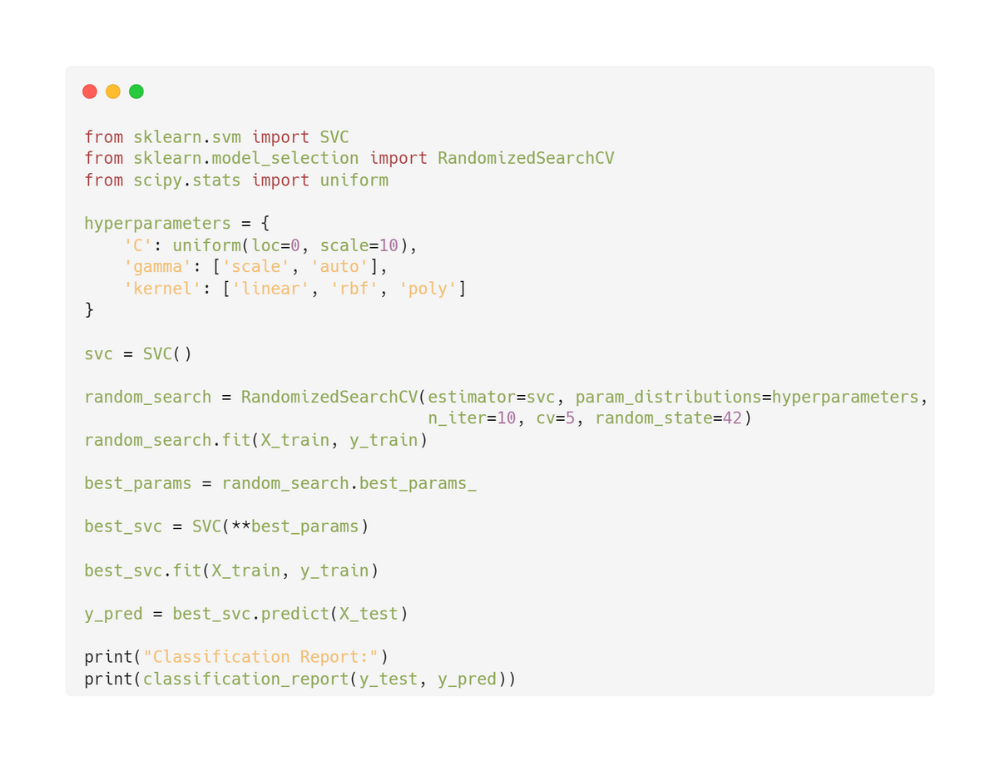 from sklearn.svm import SVC
from sklearn.model_selection import RandomizedSearchCV
from scipy.stats import uniform
hyperparameters = {
    'C': uniform(loc=0, scale=10),
    'gamma': ['scale', 'auto'],
    'kernel': ['linear', 'rbf', 'poly']
}
svc = SVC()
random_search = RandomizedSearchCV(estimator=svc, param_distributions=hyperparameters,
                                   n_iter=10, cv=5, random_state=42)
random_search.fit(X_train, y_train)
best_params = random_search.best_params_
best_svc = SVC(**best_params)
best_svc.fit(X_train, y_train)
y_pred = best_svc.predict(X_test)
print("Classification Report:")
print(classification_report(y_test, y_pred))